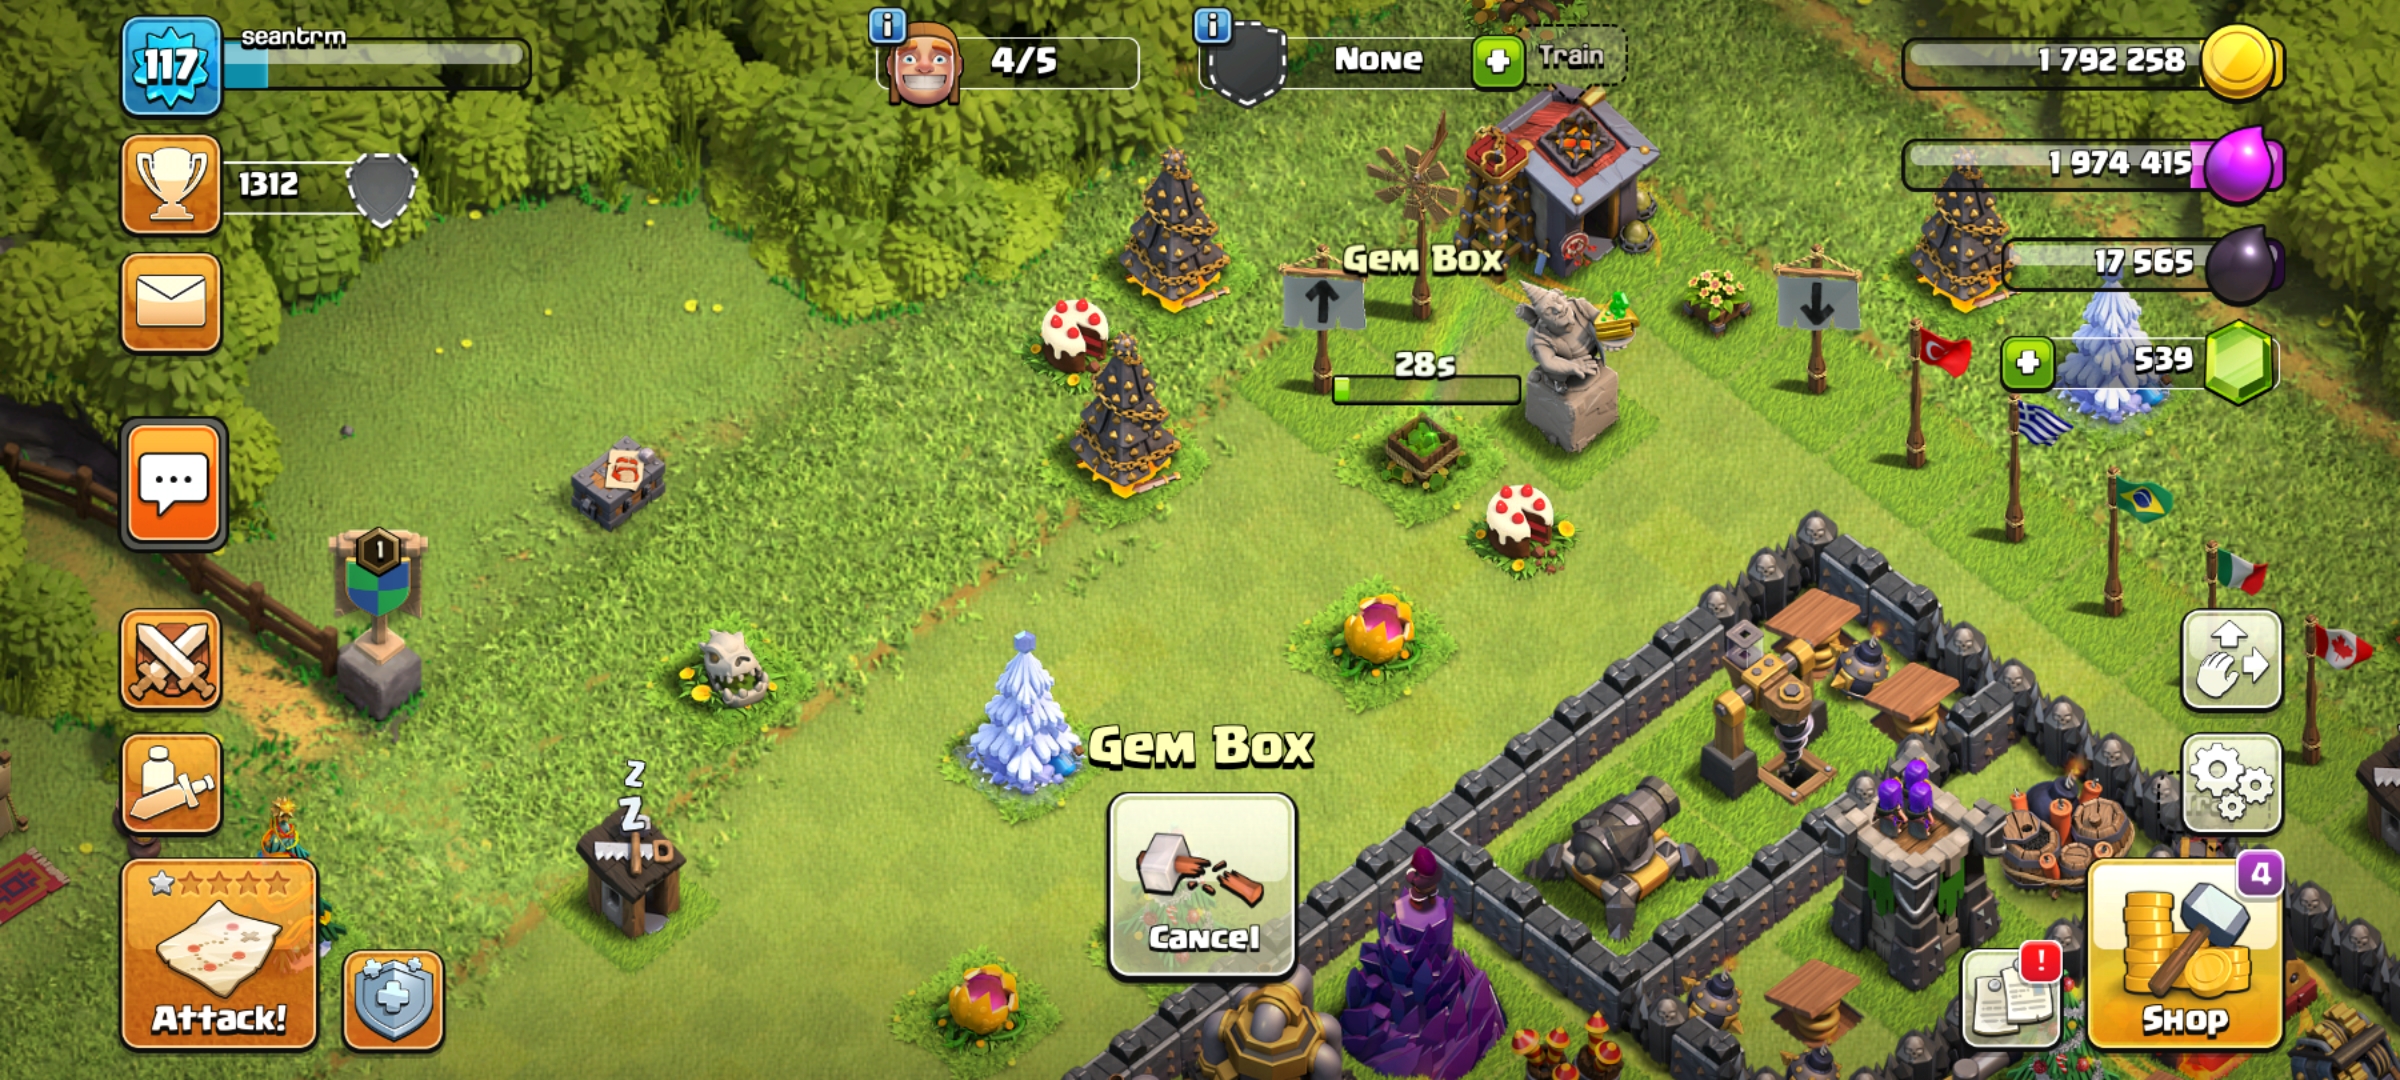 117
seantrm
i
4/5
i
None
Train
1 792 258
1312
1 974 415
17 565
539
Gem Box
28s
1
Gem Box
Cancel
Z
Z
Attack!
4
!
Shop